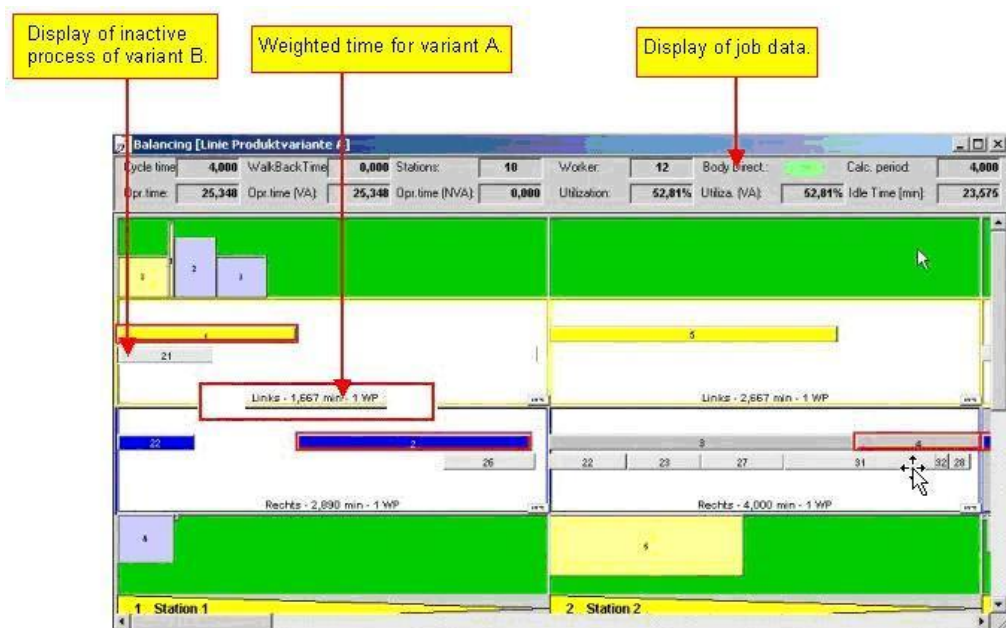 Display of inactive
process of variant B.
Weighted time for variant A.
Display of job data.
Balancing [Linie Produktvariante A]
Cycle time 4,000 WalkBackTime 0,000 Stations: 10 Worker: 12 Body Direct.: Calc. period: 4,000
Opr.time: 25,348 Opr.time (VA): 25,348 Opr.time (NVA): 0,000 Utilization: 52,81% Utiliza. (VA): 52,81% Idle Time [min]: 23,575
2
3
1 5
21
Links - 1,667 min - 1 WP Links - 2,667 min - 1 WP
22 2 3 4
26 22 23 27 31 32 28
Rechts - 2,890 min - 1 WP Rechts - 4,000 min - 1 WP
1 Station 1 2 Station 2